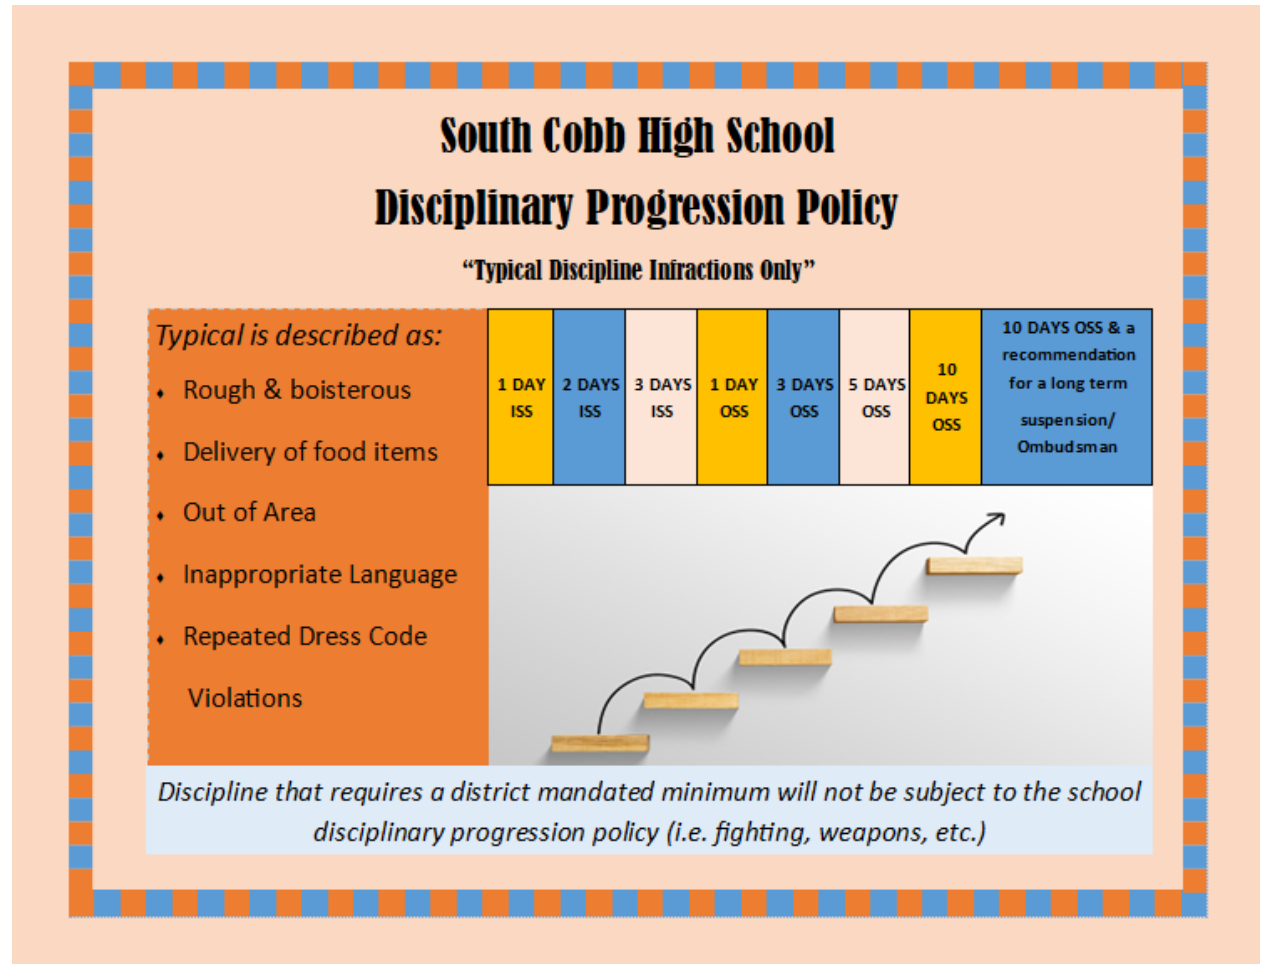 South Cobb High School
Disciplinary Progression Policy
“Typical Discipline Infractions Only”
Typical is described as:
⬧ Rough & boisterous
⬧ Delivery of food items
⬧ Out of Area
⬧ Inappropriate Language
⬧ Repeated Dress Code
Violations
1 DAY
ISS
2 DAYS
ISS
3 DAYS
ISS
1 DAY
OSS
3 DAYS
OSS
5 DAYS
OSS
10
DAYS
OSS
10 DAYS OSS & a
recommendation
for a long term
suspension/
Ombudsman
Discipline that requires a district mandated minimum will not be subject to the school
disciplinary progression policy (i.e. fighting, weapons, etc.)